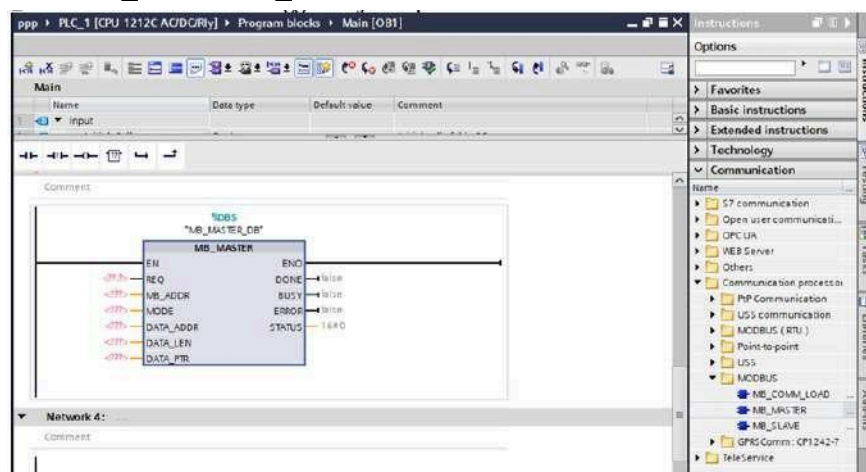 ppp ▸ PLC_1 [CPU 1212C AC/DC/Rly] ▸ Program blocks ▸ Main [OB1]
Instructions
Options
Main
Name Data type Default value Comment
1 ▼ Input
> Favorites
> Basic instructions
> Extended instructions
> Technology
Communication
Name
Comment
S7 communication
Open user communicati...
OPC UA
WEB Server
Others
Communication processor
PtP Communication
USS communication
MODBUS (RTU)
Point-to-point
USS
MODBUS
MB_COMM_LOAD
MB_MASTER
MB_SLAVE
GPRSComm : CP1242-7
TeleService
"MB_MASTER_DB"
MB_MASTER
EN ENO
REQ DONE false
<???> MB_ADDR BUSY false
<???> MODE ERROR false
<???> DATA_ADDR STATUS 16#0
<???> DATA_LEN
<???> DATA_PTR
Network 4: ......
Comment